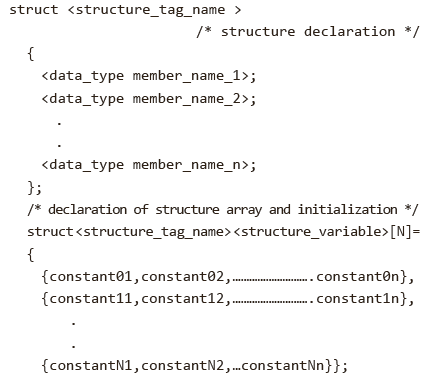 struct <structure_tag_name >
/* structure declaration */
{
<data_type member_name_1>;
<data_type member_name_2>;
.
.
<data_type member_name_n>;
};
/* declaration of structure array and initialization */
struct<structure_tag_name><structure_variable>[N]=
{
{constant01,constant02,……………………….constant0n},
{constant11,constant12,……………………….constant1n},
.
.
{constantN1,constantN2,…constantNn}};